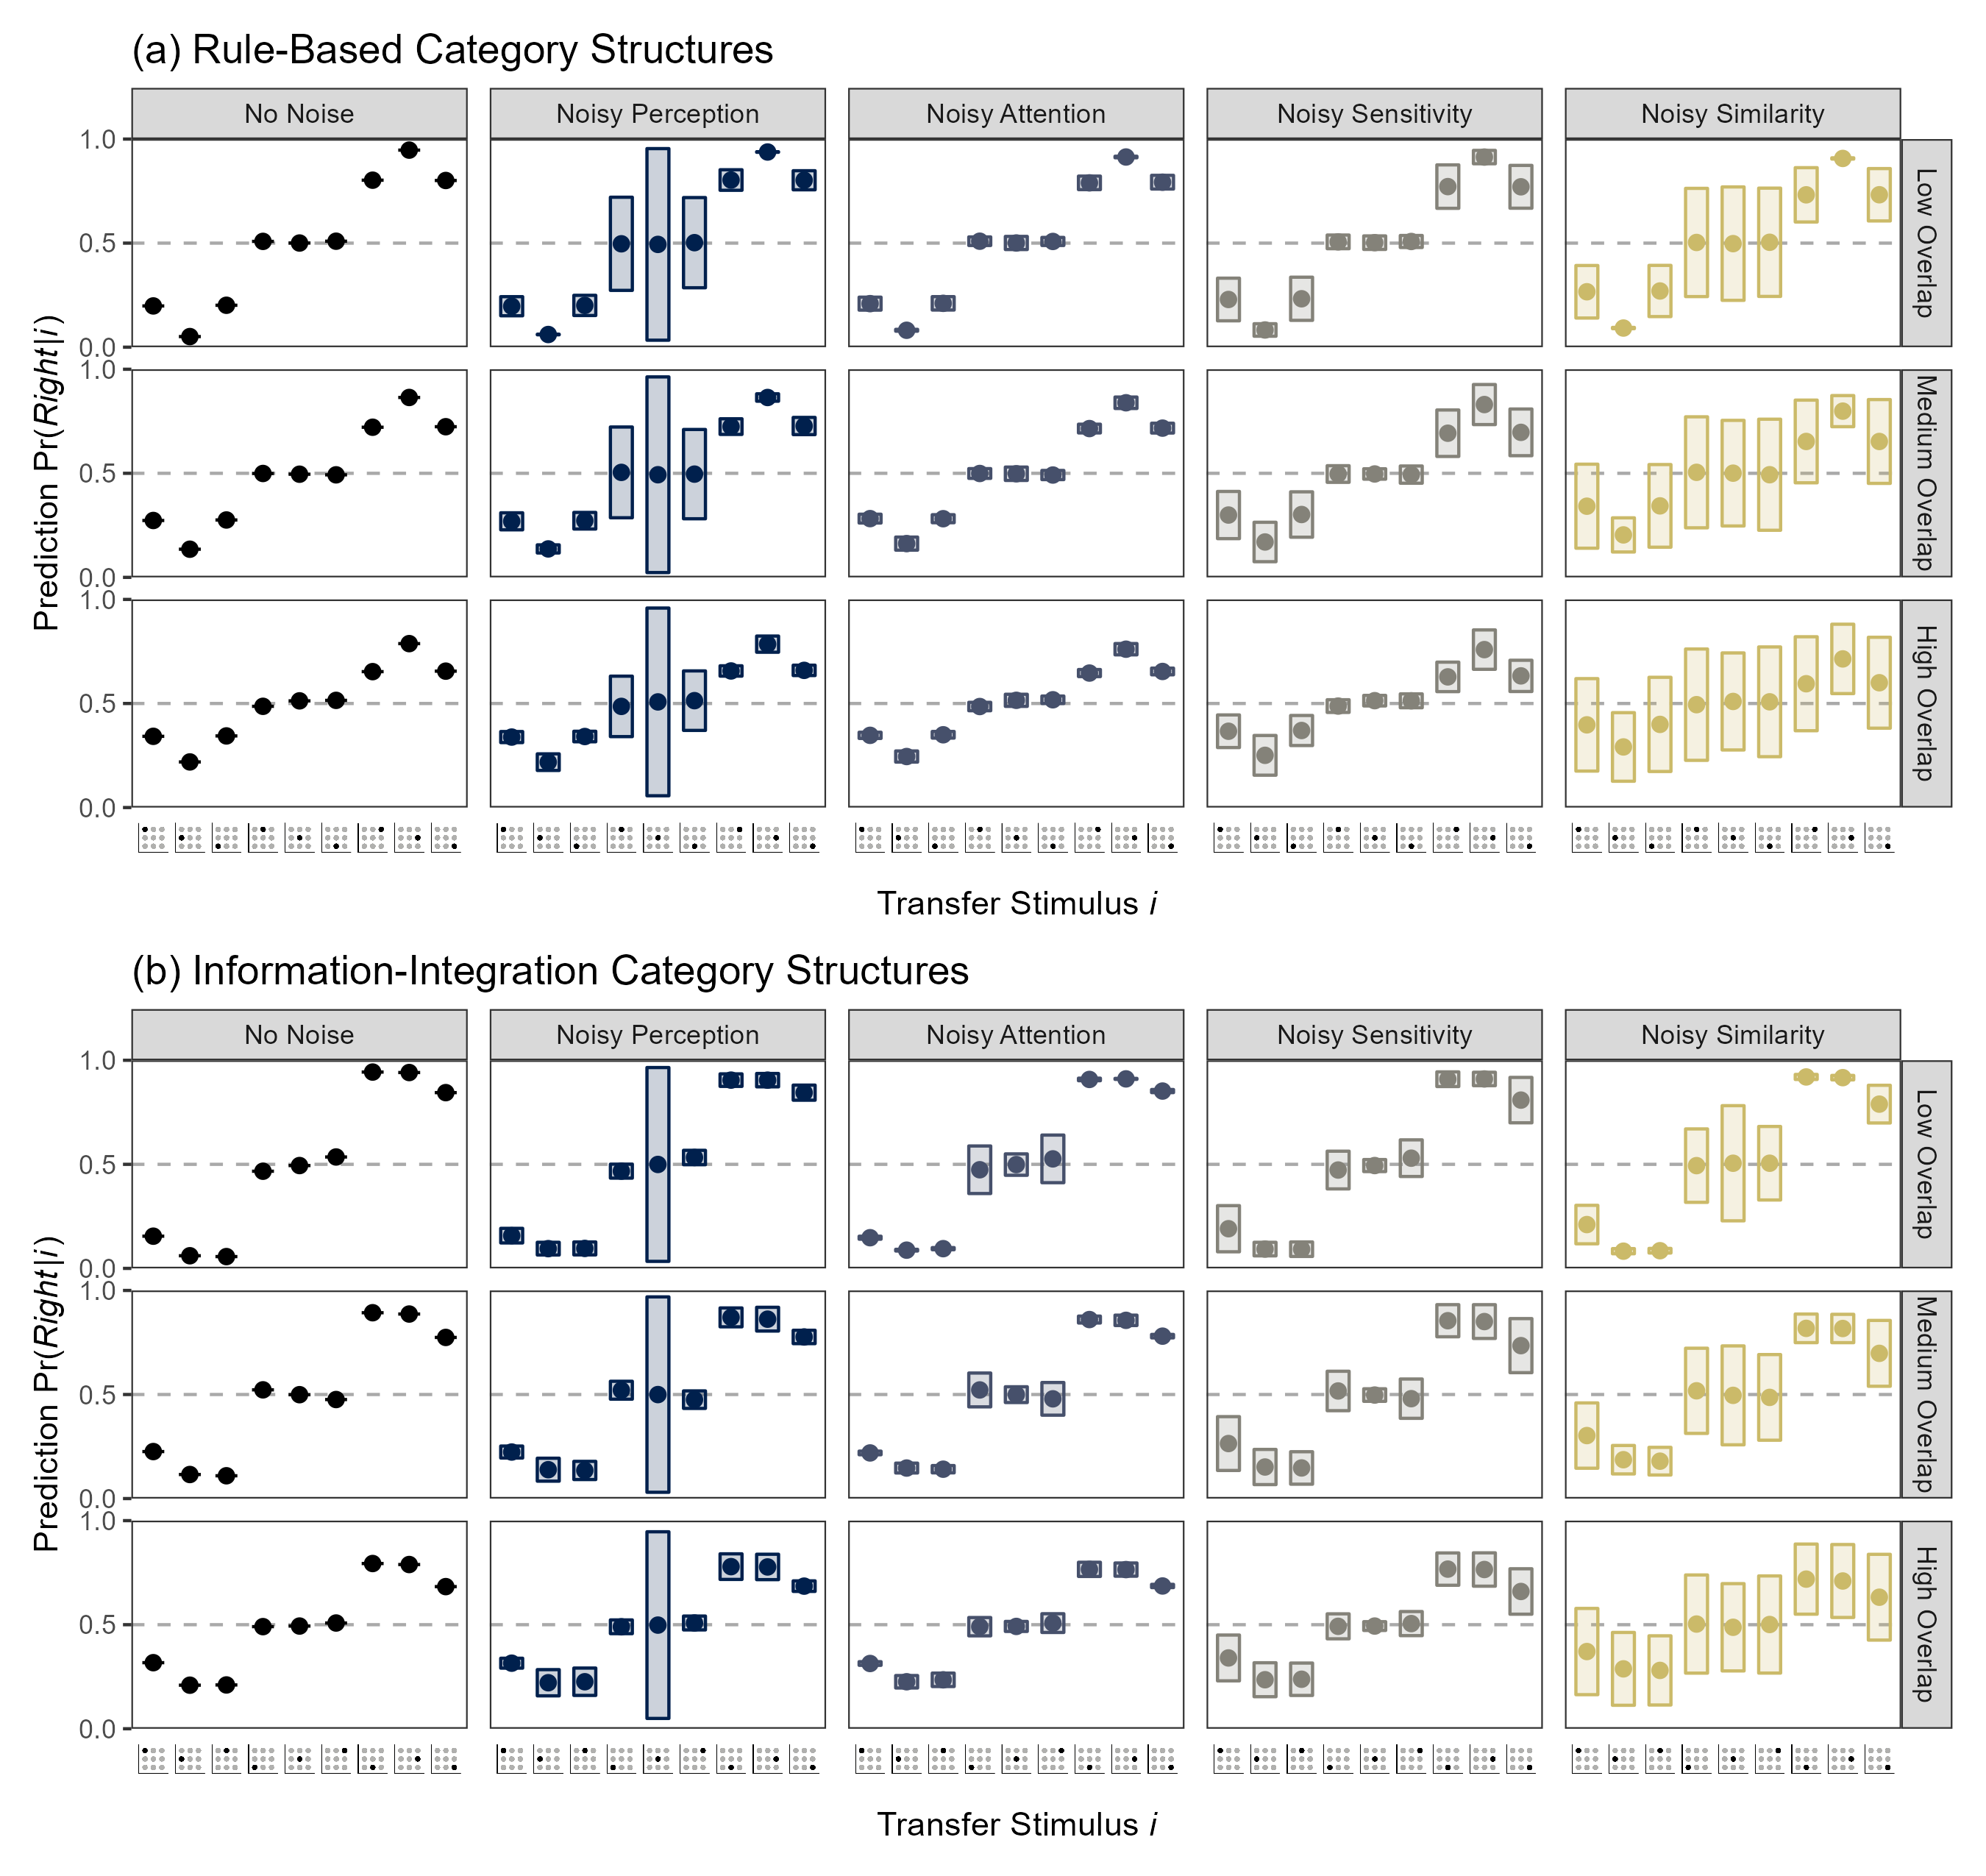 (a) Rule-Based Category Structures
No Noise
Noisy Perception
Noisy Attention
Noisy Sensitivity
Noisy Similarity
Prediction Pr(Right|i)
1.0
0.5
0.0
Low Overlap
1.0
0.5
0.0
Medium Overlap
1.0
0.5
0.0
High Overlap
Transfer Stimulus i
(b) Information-Integration Category Structures
No Noise
Noisy Perception
Noisy Attention
Noisy Sensitivity
Noisy Similarity
Prediction Pr(Right|i)
1.0
0.5
0.0
Low Overlap
1.0
0.5
0.0
Medium Overlap
1.0
0.5
0.0
High Overlap
Transfer Stimulus i